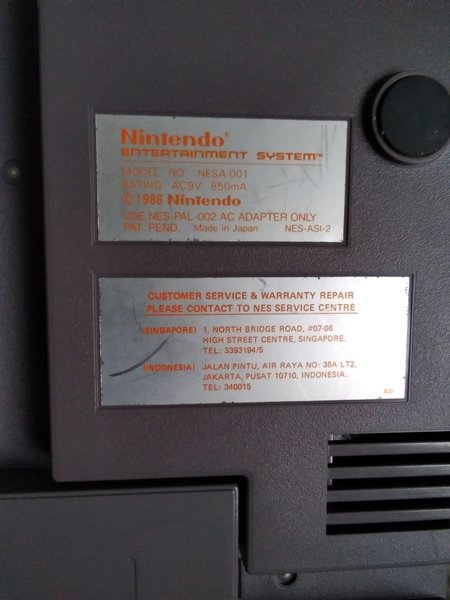 Nintendo®
ENTERTAINMENT SYSTEM™
MODEL NO. NESA-001
RATING: AC9V 850mA
© 1986 Nintendo
USE NES-PAL-002 AC ADAPTER ONLY
PAT. PEND. Made in Japan NES-ASI-2
CUSTOMER SERVICE & WARRANTY REPAIR
PLEASE CONTACT TO NES SERVICE CENTRE
(SINGAPORE) 1, NORTH BRIDGE ROAD, #07-06
HIGH STREET CENTRE, SINGAPORE.
TEL: 3393194/5
(INDONESIA) JALAN PINTU, AIR RAYA NO: 36A LT2,
JAKARTA, PUSAT 10710, INDONESIA.
TEL: 340015